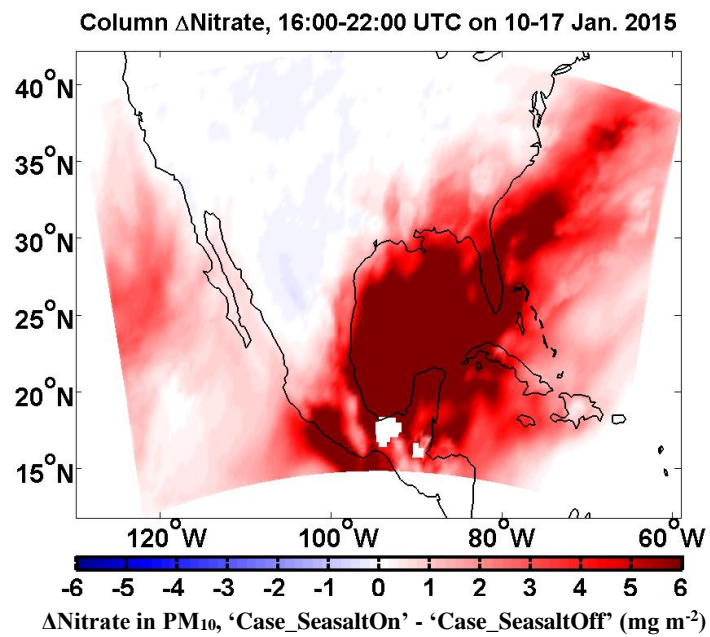 Column ΔNitrate, 16:00-22:00 UTC on 10-17 Jan. 2015
40°N
35°N
30°N
25°N
20°N
15°N
120°W 100°W 80°W 60°W
-6 -5 -4 -3 -2 -1 0 1 2 3 4 5 6
ΔNitrate in PM₁₀, ‘Case_SeasaltOn’ - ‘Case_SeasaltOff’ (mg m⁻²)